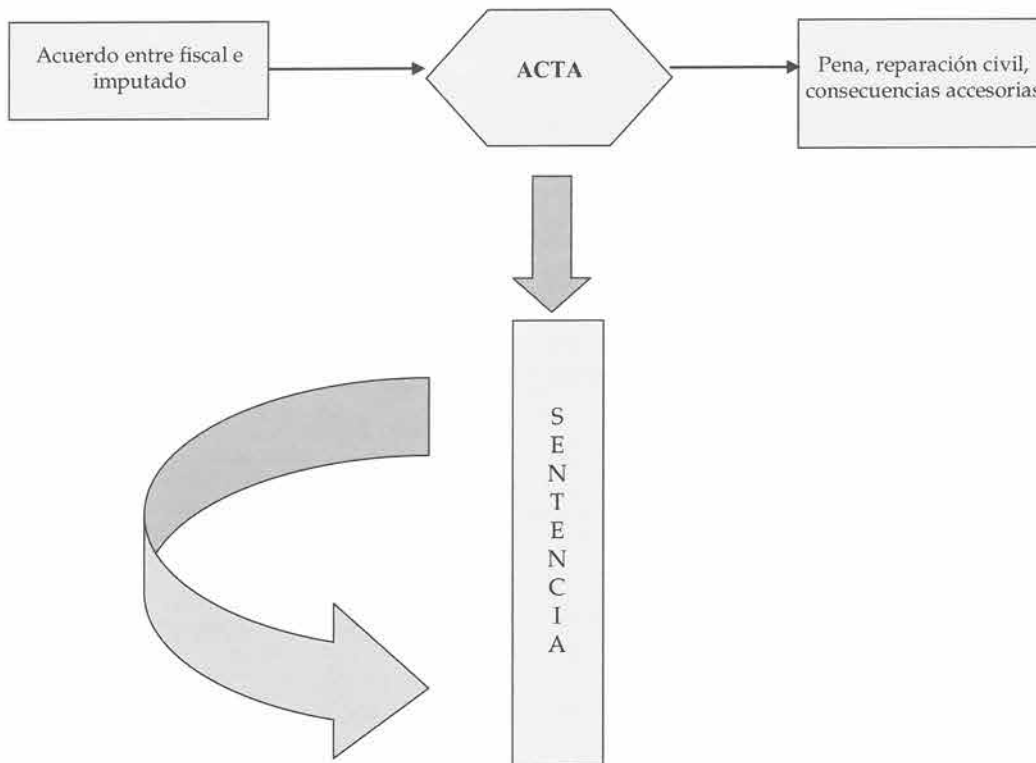 Acuerdo entre fiscal e
imputado
ACTA
Pena, reparación civil,
consecuencias accesorias
S
E
N
T
E
N
C
I
A